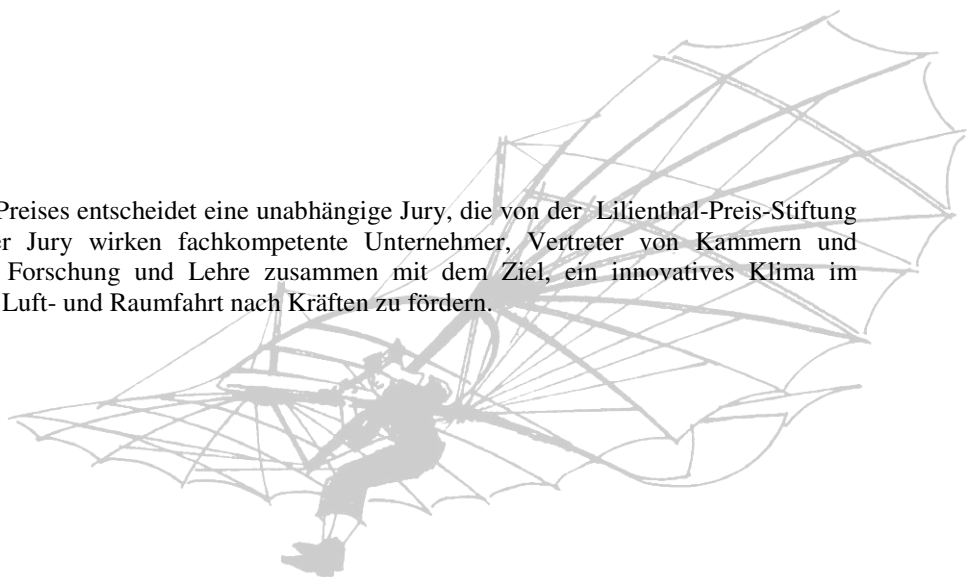 Preises entscheidet eine unabhängige Jury, die von der Lilienthal-Preis-Stiftung
er Jury wirken fachkompetente Unternehmer, Vertreter von Kammern und
Forschung und Lehre zusammen mit dem Ziel, ein innovatives Klima im
Luft- und Raumfahrt nach Kräften zu fördern.